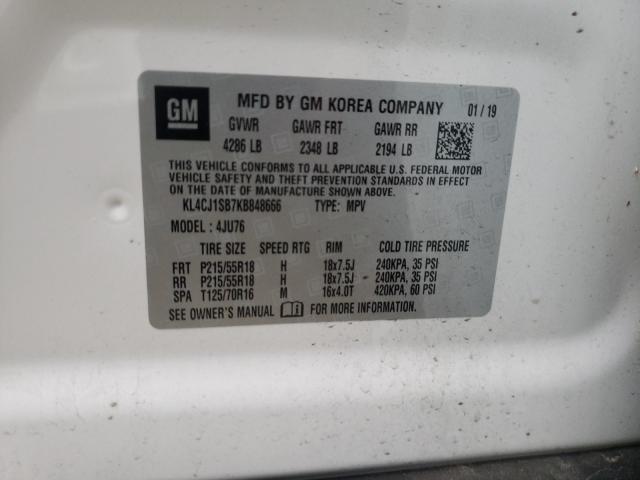 GM MFD BY GM KOREA COMPANY 01 / 19
GVWR GAWR FRT GAWR RR
4286 LB 2348 LB 2194 LB
THIS VEHICLE CONFORMS TO ALL APPLICABLE U.S. FEDERAL MOTOR
VEHICLE SAFETY AND THEFT PREVENTION STANDARDS IN EFFECT
ON THE DATE OF MANUFACTURE SHOWN ABOVE.
KL4CJ1SB7KB848666 TYPE: MPV
MODEL : 4JU76
TIRE SIZE SPEED RTG RIM COLD TIRE PRESSURE
FRT P215/55R18 H 18x7.5J 240KPA, 35 PSI
RR P215/55R18 H 18x7.5J 240KPA, 35 PSI
SPA T125/70R16 M 16x4.0T 420KPA, 60 PSI
SEE OWNER'S MANUAL FOR MORE INFORMATION.